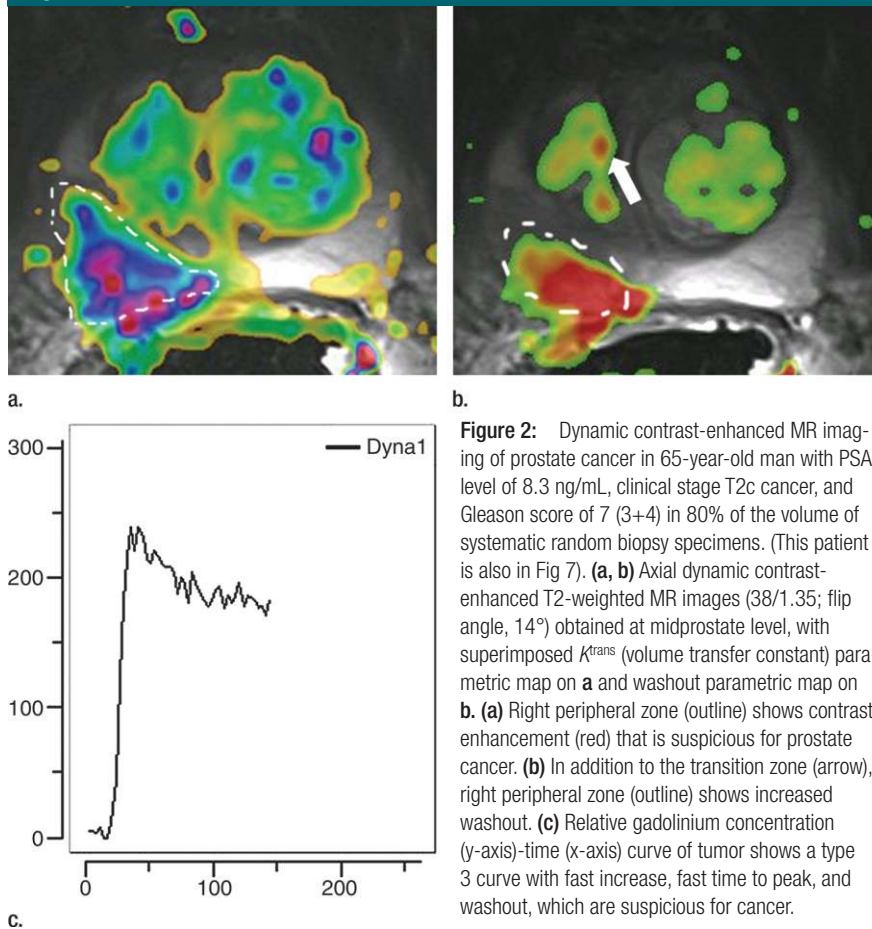 a.
b.
300
Dyna1
200
100
0
0
100
200
c.
Figure 2: Dynamic contrast-enhanced MR imag-
ing of prostate cancer in 65-year-old man with PSA
level of 8.3 ng/mL, clinical stage T2c cancer, and
Gleason score of 7 (3+4) in 80% of the volume of
systematic random biopsy specimens. (This patient
is also in Fig 7). (a, b) Axial dynamic contrast-
enhanced T2-weighted MR images (38/1.35; flip
angle, 14°) obtained at midprostate level, with
superimposed Ktrans (volume transfer constant) para-
metric map on a and washout parametric map on
b. (a) Right peripheral zone (outline) shows contrast
enhancement (red) that is suspicious for prostate
cancer. (b) In addition to the transition zone (arrow),
right peripheral zone (outline) shows increased
washout. (c) Relative gadolinium concentration
(y-axis)-time (x-axis) curve of tumor shows a type
3 curve with fast increase, fast time to peak, and
washout, which are suspicious for cancer.